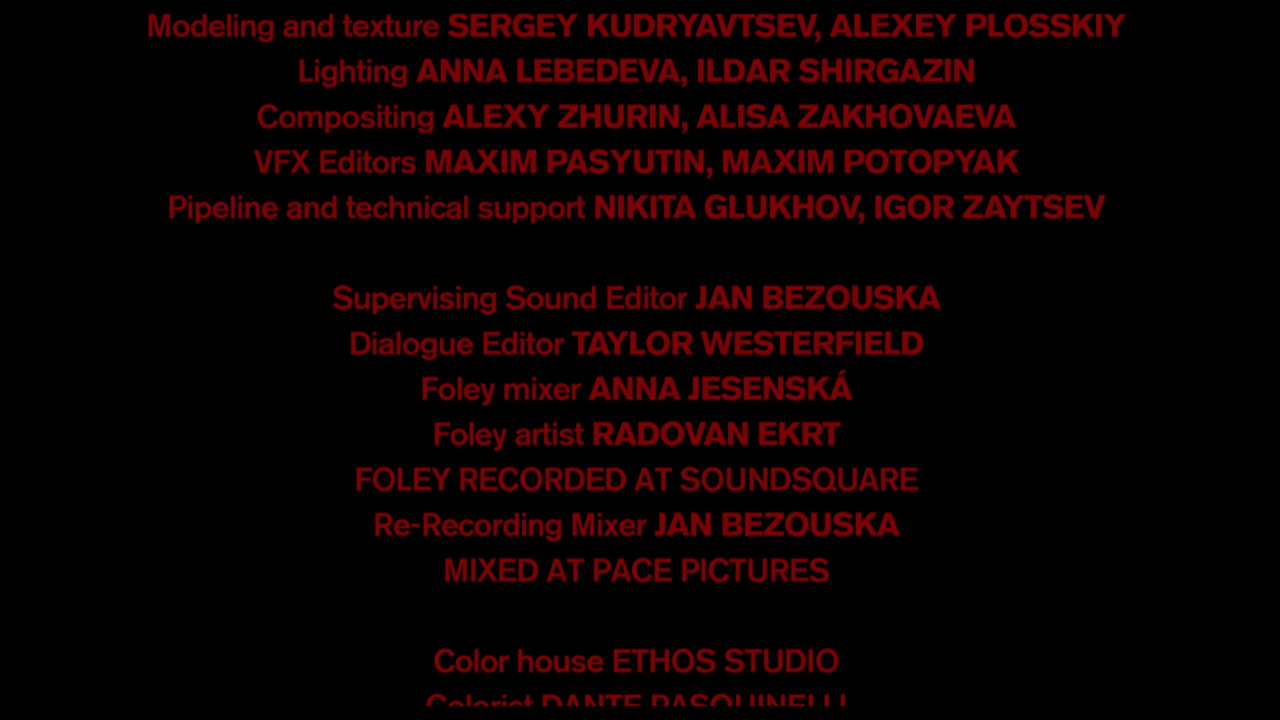 Modeling and texture SERGEY KUDRYAVTSEV, ALEXEY PLOSSKIY
Lighting ANNA LEBEDEVA, ILDAR SHIRGAZIN
Compositing ALEXY ZHURIN, ALISA ZAKHOVAEVA
VFX Editors MAXIM PASYUTIN, MAXIM POTOPYAK
Pipeline and technical support NIKITA GLUKHOV, IGOR ZAYTSEV
Supervising Sound Editor JAN BEZOUSKA
Dialogue Editor TAYLOR WESTERFIELD
Foley mixer ANNA JESENSKÁ
Foley artist RADOVAN EKRT
FOLEY RECORDED AT SOUNDSQUARE
Re-Recording Mixer JAN BEZOUSKA
MIXED AT PACE PICTURES
Color house ETHOS STUDIO
Colorist DANTE PASQUINELLI